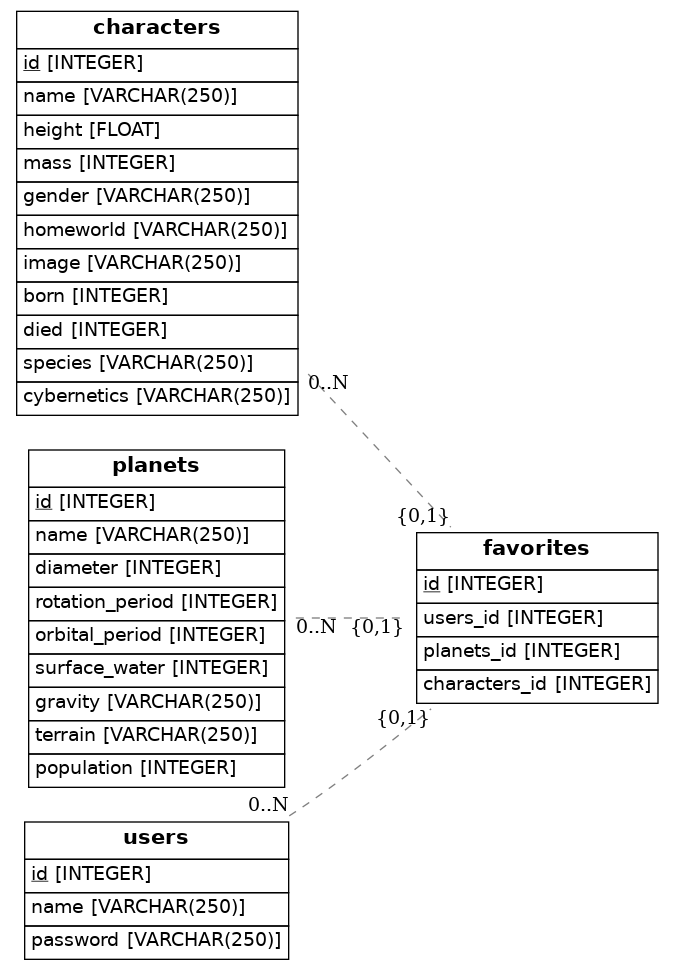 characters
id [INTEGER]
name [VARCHAR(250)]
height [FLOAT]
mass [INTEGER]
gender [VARCHAR(250)]
homeworld [VARCHAR(250)]
image [VARCHAR(250)]
born [INTEGER]
died [INTEGER]
species [VARCHAR(250)]
cybernetics [VARCHAR(250)]
0..N
{0,1}
planets
id [INTEGER]
name [VARCHAR(250)]
diameter [INTEGER]
rotation_period [INTEGER]
orbital_period [INTEGER]
surface_water [INTEGER]
gravity [VARCHAR(250)]
terrain [VARCHAR(250)]
population [INTEGER]
0..N {0,1}
favorites
id [INTEGER]
users_id [INTEGER]
planets_id [INTEGER]
characters_id [INTEGER]
{0,1}
0..N
users
id [INTEGER]
name [VARCHAR(250)]
password [VARCHAR(250)]